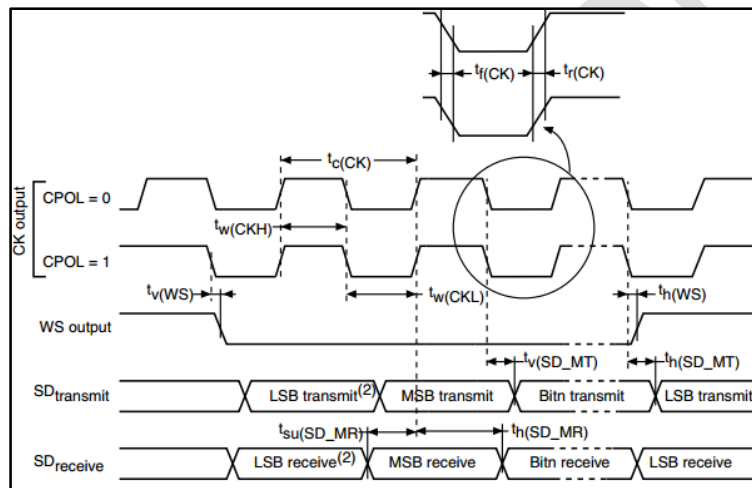 tf(CK)
tr(CK)
tc(CK)
CK output
CPOL = 0
tw(CKH)
CPOL = 1
tv(WS)
tw(CKL)
th(WS)
WS output
tv(SD_MT)
th(SD_MT)
SDtransmit
LSB transmit(2)
MSB transmit
Bitn transmit
LSB transmit
tsu(SD_MR)
th(SD_MR)
SDreceive
LSB receive(2)
MSB receive
Bitn receive
LSB receive